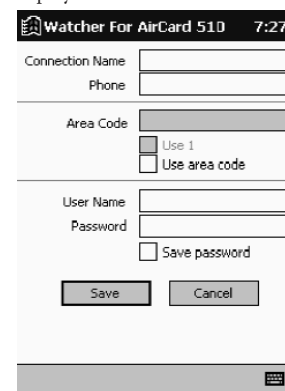 Watcher For AirCard 510 7:27
Connection Name
Phone
Area Code
Use 1
Use area code
User Name
Password
Save password
Save Cancel